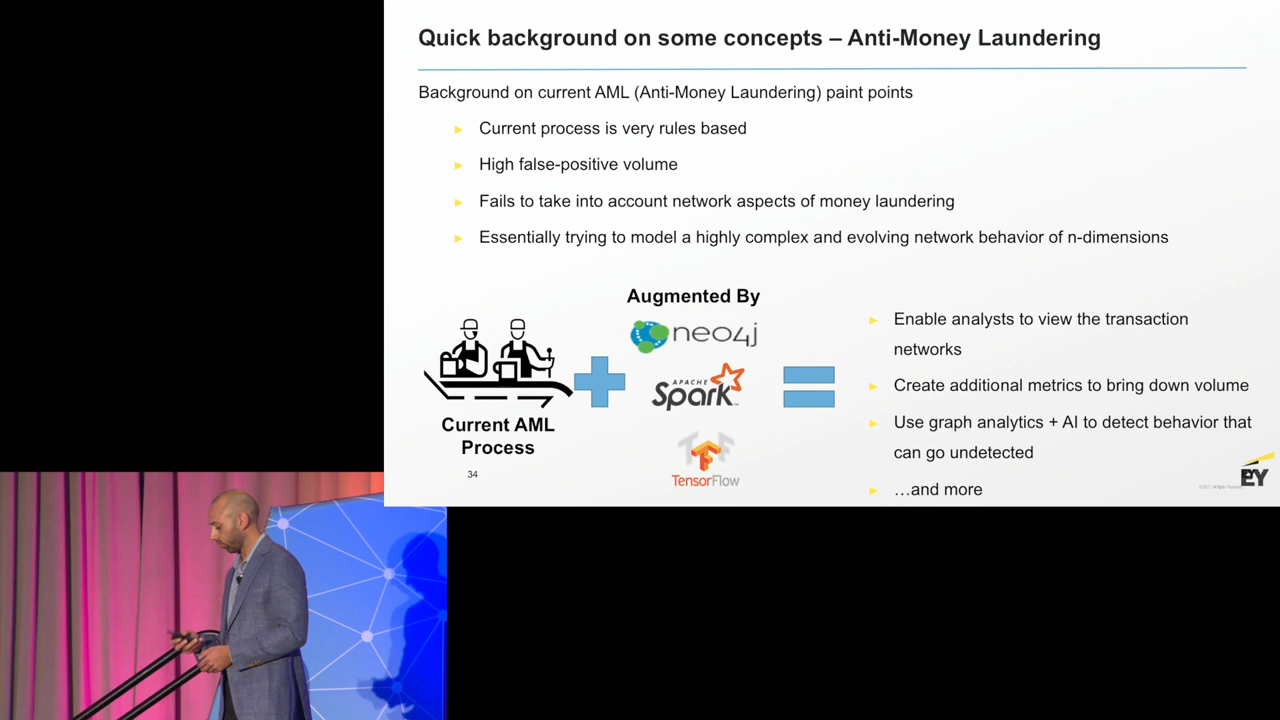 Quick background on some concepts – Anti-Money Laundering
Background on current AML (Anti-Money Laundering) paint points
Current process is very rules based
High false-positive volume
Fails to take into account network aspects of money laundering
Essentially trying to model a highly complex and evolving network behavior of n-dimensions
Augmented By
neo4j
APACHE
Spark
TensorFlow
Current AML
Process
34
Enable analysts to view the transaction
networks
Create additional metrics to bring down volume
Use graph analytics + AI to detect behavior that
can go undetected
…and more
EY